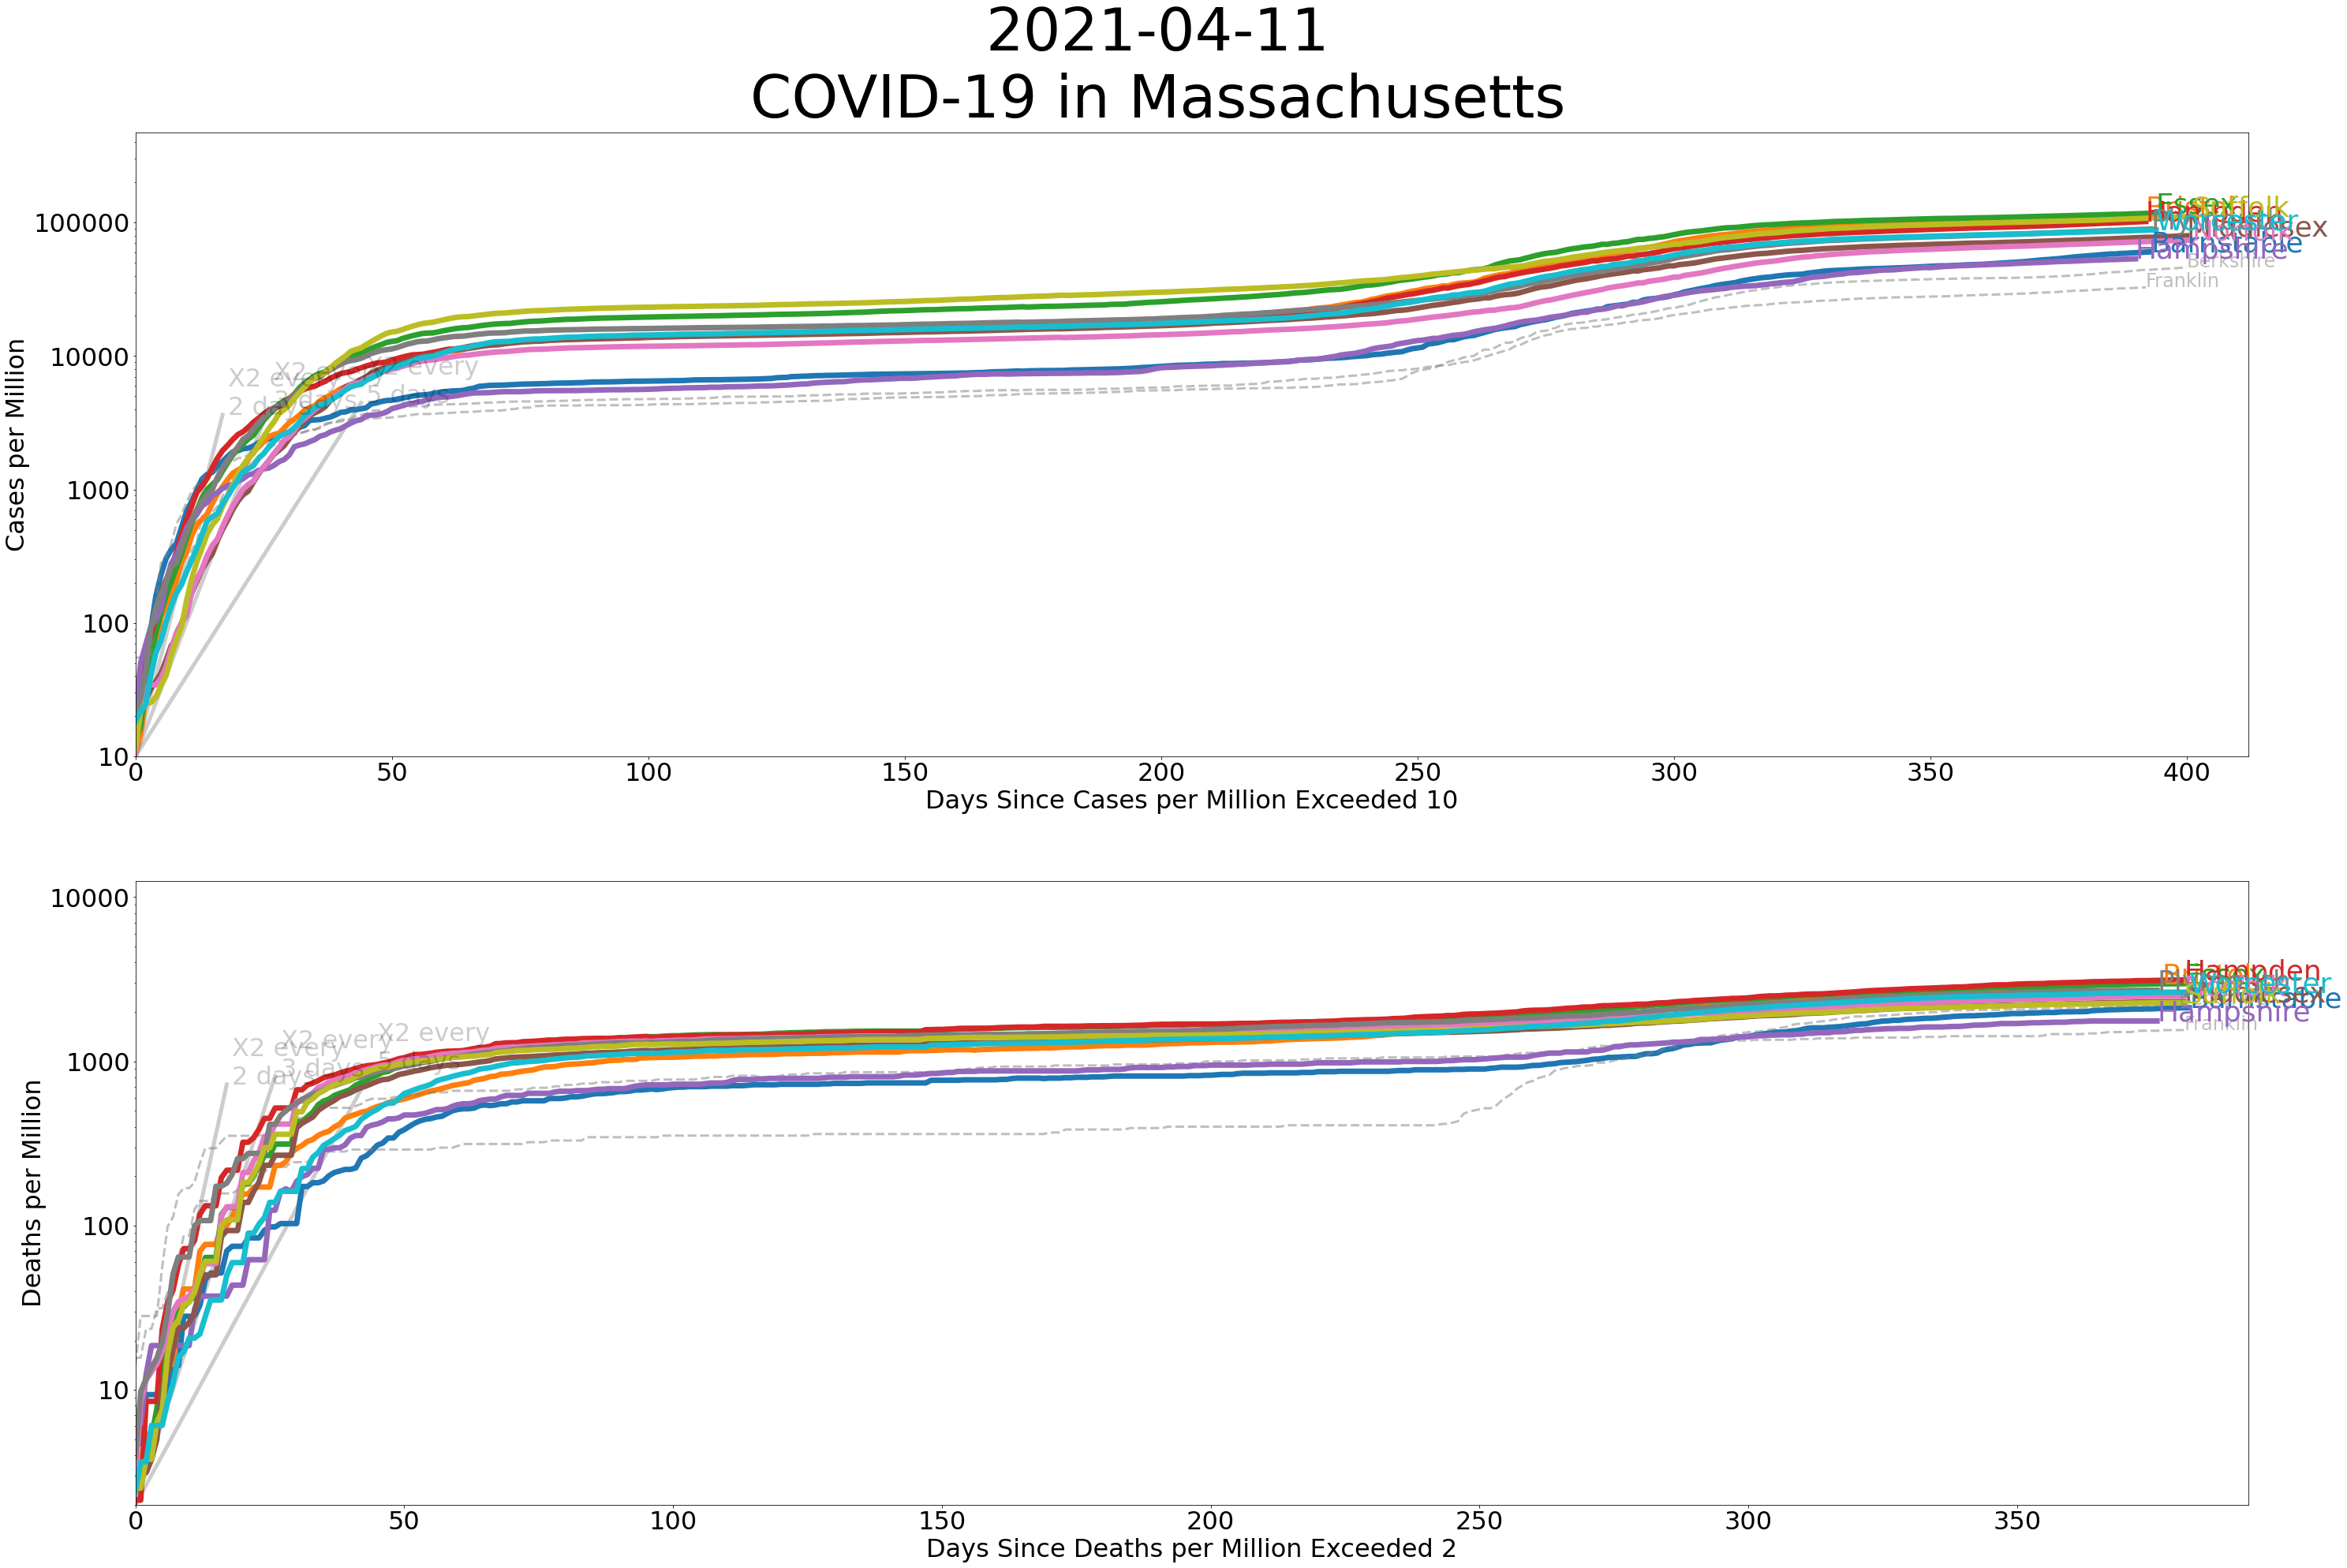 2021-04-11
COVID-19 in Massachusetts
Cases per Million
100000
10000
1000
100
10
X2 every
2 days
X2 every
3 days
X2 every
5 days
Essex
Suffolk
Hampden
Worcester
Middlesex
Barnstable
Hampshire
Berkshire
Franklin
0 50 100 150 200 250 300 350 400
Days Since Cases per Million Exceeded 10
Deaths per Million
10000
1000
100
10
X2 every
2 days
X2 every
3 days
X2 every
5 days
Hampden
Essex
Worcester
Middlesex
Barnstable
Hampshire
Franklin
0 50 100 150 200 250 300 350
Days Since Deaths per Million Exceeded 2